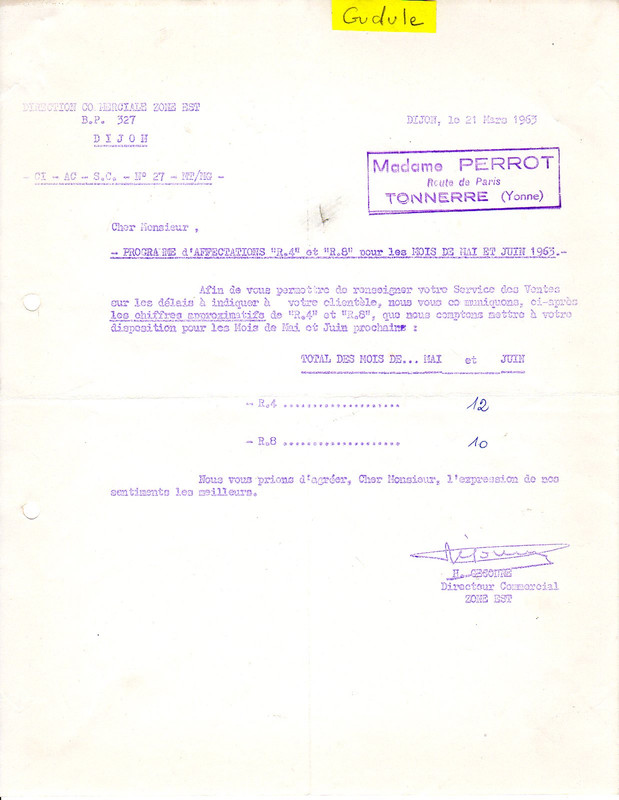 Gudule
DIRECTION CO MERCIALE ZONE EST
B.P. 327
DIJON
DIJON, le 21 Mars 1963
- CI - AC - S.C. - N° 27 - NE/NG -
Madame PERROT
Route de Paris
TONNERRE (Yonne)
Cher Monsieur ,
- PROGRAMME d'AFFECTATIONS "R.4" et "R.8" pour les MOIS DE MAI ET JUIN 1963.-
Afin de vous permettre de renseigner votre Service des Ventes
sur les délais à indiquer à votre clientèle, nous vous co muniquons, ci-après
les chiffres approximatifs de "R.4" et "R.8", que nous comptons mettre à votre
disposition pour les Mois de Mai et Juin prochains :
TOTAL DES MOIS DE... MAI et JUIN
- R.4 .................... 12
- R.8 .................... 10
Nous vous prions d'agréer, Cher Monsieur, l'expression de nos
sentiments les meilleurs.
H.
Directeur Commercial
ZONE EST